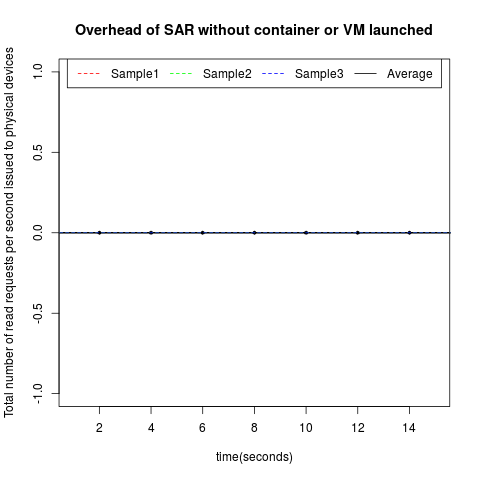 Overhead of SAR without container or VM launched
Sample1 Sample2 Sample3 Average
Total number of read requests per second issued to physical devices
1.0
0.5
0.0
-0.5
-1.0
2 4 6 8 10 12 14
time(seconds)